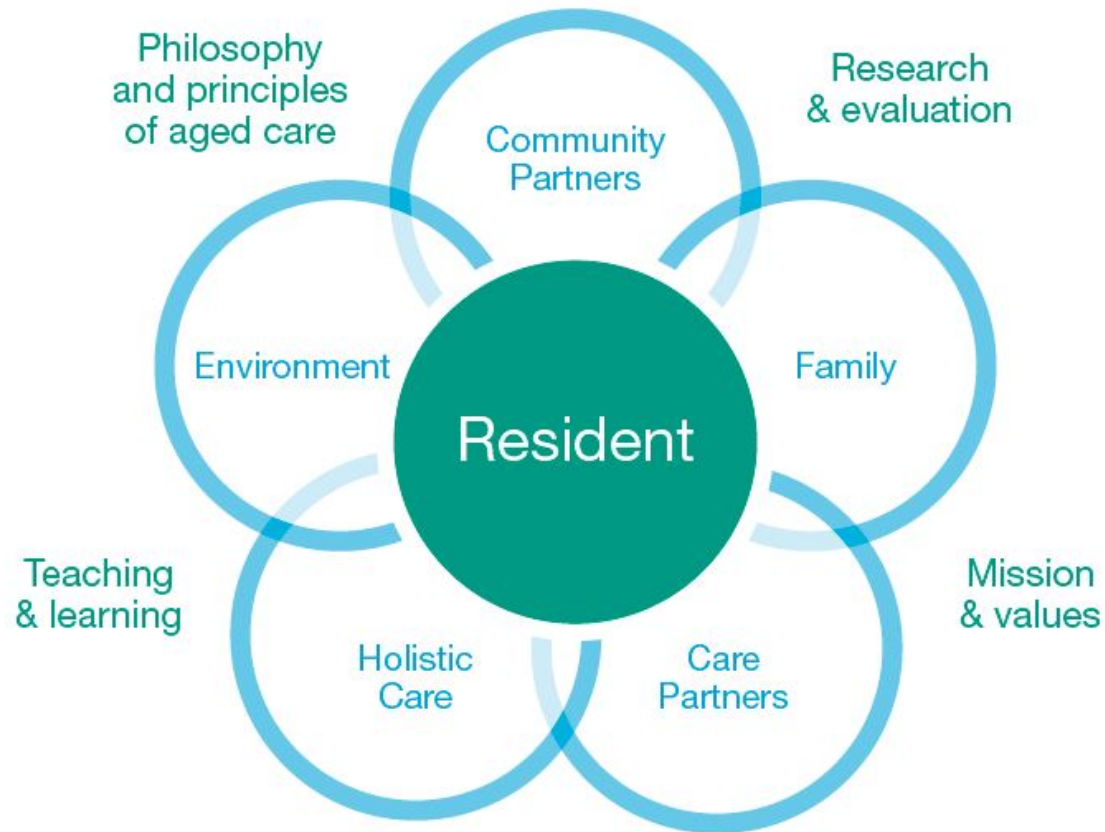 Philosophy
and principles
of aged care
Research
& evaluation
Community
Partners
Environment
Family
Resident
Teaching
& learning
Mission
& values
Holistic
Care
Care
Partners